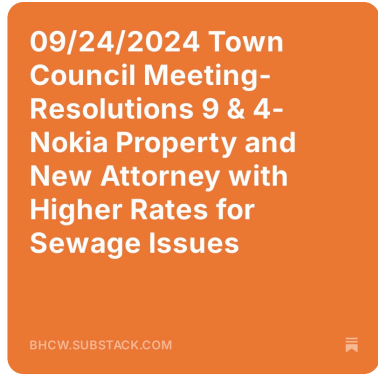 09/24/2024 Town
Council Meeting-
Resolutions 9 & 4-
Nokia Property and
New Attorney with
Higher Rates for
Sewage Issues
BHCW.SUBSTACK.COM